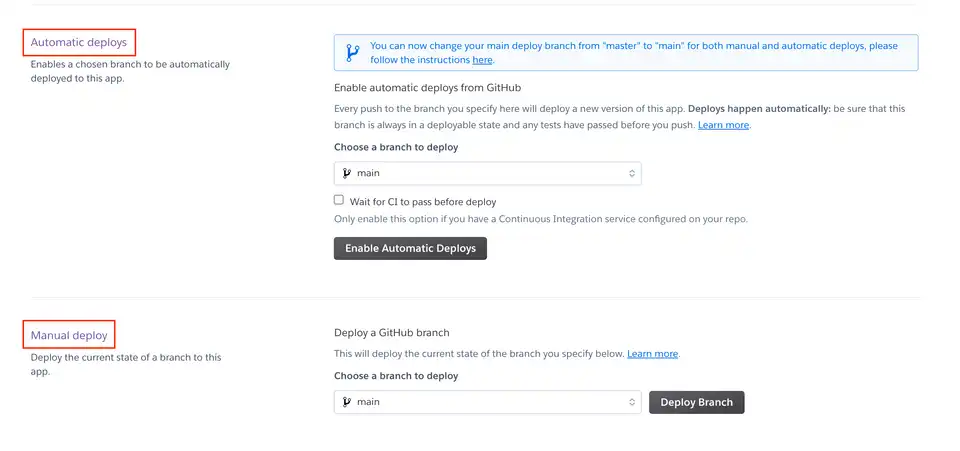 Automatic deploys
Enables a chosen branch to be automatically
deployed to this app.
You can now change your main deploy branch from "master" to "main" for both manual and automatic deploys, please
follow the instructions here.
Enable automatic deploys from GitHub
Every push to the branch you specify here will deploy a new version of this app. Deploys happen automatically: be sure that this
branch is always in a deployable state and any tests have passed before you push. Learn more.
Choose a branch to deploy
main
Wait for CI to pass before deploy
Only enable this option if you have a Continuous Integration service configured on your repo.
Enable Automatic Deploys
Manual deploy
Deploy the current state of a branch to this
app.
Deploy a GitHub branch
This will deploy the current state of the branch you specify below. Learn more.
Choose a branch to deploy
main
Deploy Branch